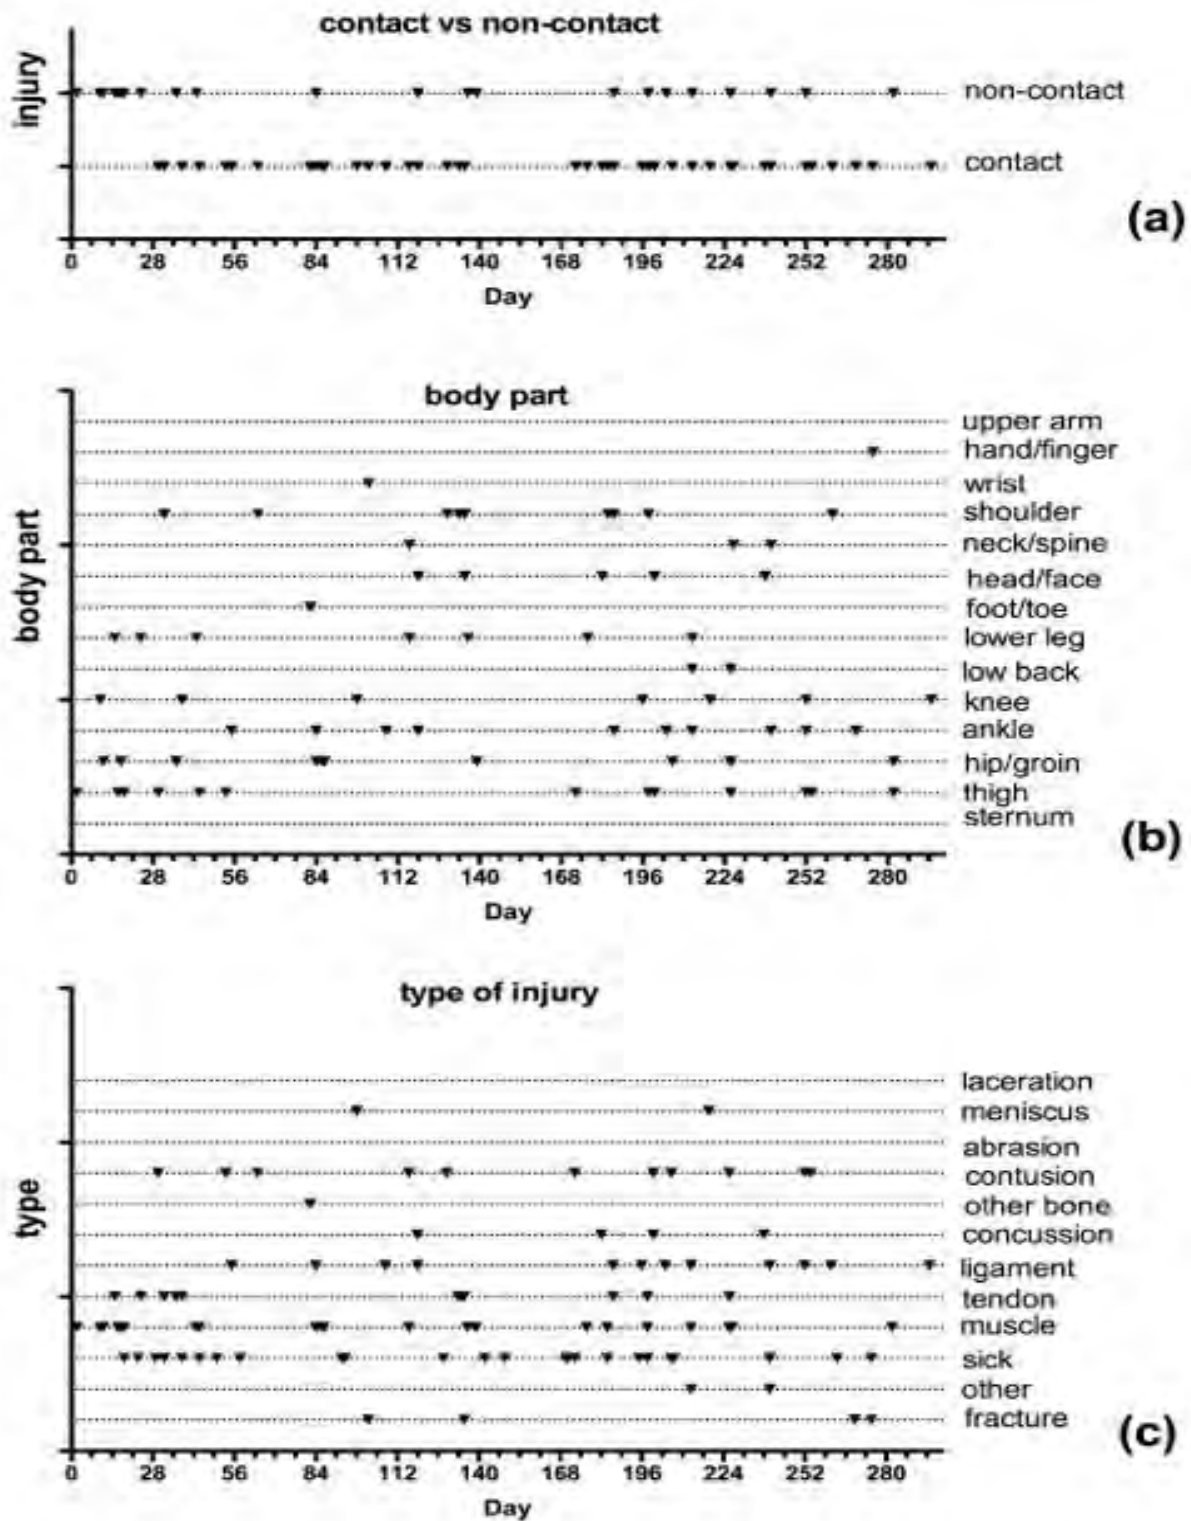 contact vs non-contact
injury
non-contact
contact
(a)
0 28 56 84 112 140 168 196 224 252 280
Day
body part
body part
upper arm
hand/finger
wrist
shoulder
neck/spine
head/face
foot/toe
lower leg
low back
knee
ankle
hip/groin
thigh
sternum
(b)
0 28 56 84 112 140 168 196 224 252 280
Day
type of injury
type
laceration
meniscus
abrasion
contusion
other bone
concussion
ligament
tendon
muscle
sick
other
fracture
(c)
0 28 56 84 112 140 168 196 224 252 280
Day